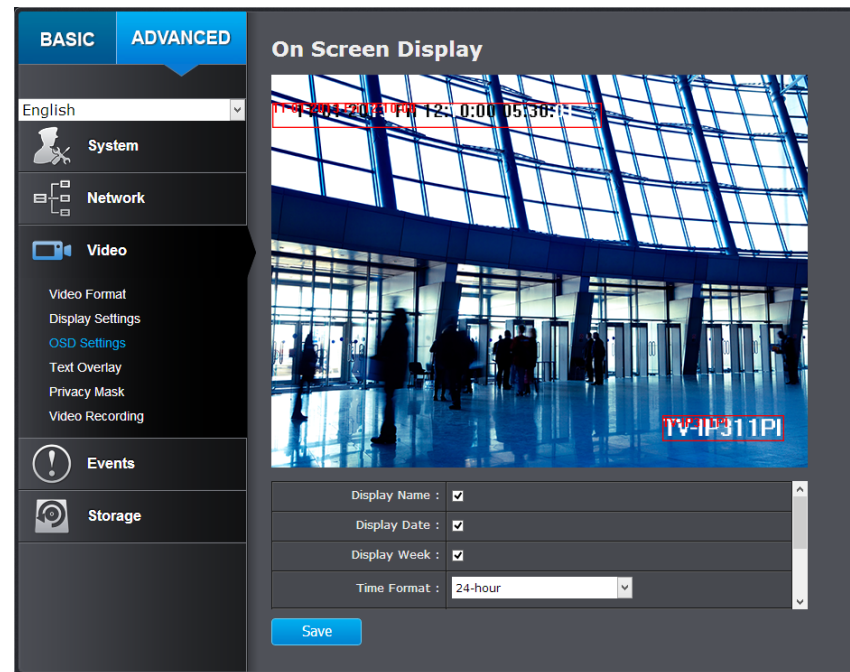 BASIC ADVANCED
English
System
Network
Video
Video Format
Display Settings
OSD Settings
Text Overlay
Privacy Mask
Video Recording
Events
Storage
On Screen Display
TV-IP311PI
Display Name :
Display Date :
Display Week :
Time Format : 24-hour
Save